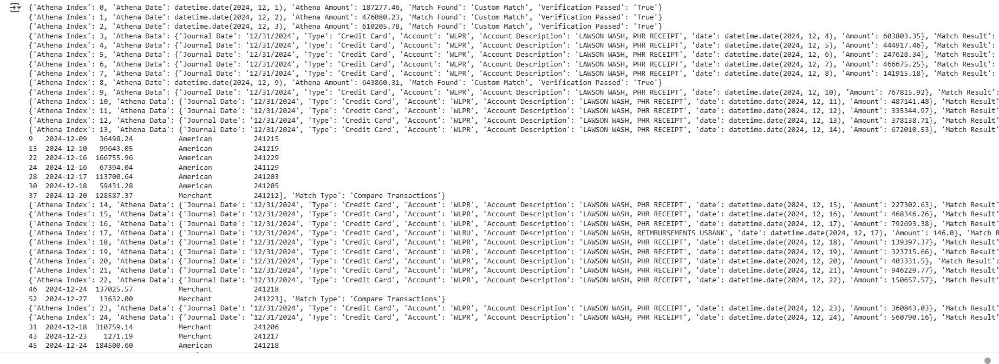 {'Athena Index': 0, 'Athena Date': datetime.date(2024, 12, 1), 'Athena Amount': 187277.46, 'Match Found': 'Custom Match', 'Verification Passed': 'True'}
{'Athena Index': 1, 'Athena Date': datetime.date(2024, 12, 2), 'Athena Amount': 476080.23, 'Match Found': 'Custom Match', 'Verification Passed': 'True'}
{'Athena Index': 2, 'Athena Date': datetime.date(2024, 12, 3), 'Athena Amount': 610205.78, 'Match Found': 'Custom Match', 'Verification Passed': 'True'}
{'Athena Index': 3, 'Athena Data': {'Journal Date': '12/31/2024', 'Type': 'Credit Card', 'Account': 'WLPR', 'Account Description': 'LAWSON WASH, PHR RECEIPT', 'date': datetime.date(2024, 12, 4), 'Amount': 603803.35}, 'Match Result':
{'Athena Index': 4, 'Athena Data': {'Journal Date': '12/31/2024', 'Type': 'Credit Card', 'Account': 'WLPR', 'Account Description': 'LAWSON WASH, PHR RECEIPT', 'date': datetime.date(2024, 12, 5), 'Amount': 444917.46}, 'Match Result':
{'Athena Index': 5, 'Athena Data': {'Journal Date': '12/31/2024', 'Type': 'Credit Card', 'Account': 'WLPR', 'Account Description': 'LAWSON WASH, PHR RECEIPT', 'date': datetime.date(2024, 12, 6), 'Amount': 247628.34}, 'Match Result':
{'Athena Index': 6, 'Athena Data': {'Journal Date': '12/31/2024', 'Type': 'Credit Card', 'Account': 'WLPR', 'Account Description': 'LAWSON WASH, PHR RECEIPT', 'date': datetime.date(2024, 12, 7), 'Amount': 466675.25}, 'Match Result':
{'Athena Index': 7, 'Athena Data': {'Journal Date': '12/31/2024', 'Type': 'Credit Card', 'Account': 'WLPR', 'Account Description': 'LAWSON WASH, PHR RECEIPT', 'date': datetime.date(2024, 12, 8), 'Amount': 141915.18}, 'Match Result':
{'Athena Index': 8, 'Athena Date': datetime.date(2024, 12, 9), 'Athena Amount': 643860.31, 'Match Found': 'Custom Match', 'Verification Passed': 'True'}
{'Athena Index': 9, 'Athena Data': {'Journal Date': '12/31/2024', 'Type': 'Credit Card', 'Account': 'WLPR', 'Account Description': 'LAWSON WASH, PHR RECEIPT', 'date': datetime.date(2024, 12, 10), 'Amount': 767815.92}, 'Match Result':
{'Athena Index': 10, 'Athena Data': {'Journal Date': '12/31/2024', 'Type': 'Credit Card', 'Account': 'WLPR', 'Account Description': 'LAWSON WASH, PHR RECEIPT', 'date': datetime.date(2024, 12, 11), 'Amount': 487141.48}, 'Match Result'
{'Athena Index': 11, 'Athena Data': {'Journal Date': '12/31/2024', 'Type': 'Credit Card', 'Account': 'WLPR', 'Account Description': 'LAWSON WASH, PHR RECEIPT', 'date': datetime.date(2024, 12, 12), 'Amount': 335344.97}, 'Match Result'
{'Athena Index': 12, 'Athena Data': {'Journal Date': '12/31/2024', 'Type': 'Credit Card', 'Account': 'WLPR', 'Account Description': 'LAWSON WASH, PHR RECEIPT', 'date': datetime.date(2024, 12, 13), 'Amount': 378138.71}, 'Match Result'
{'Athena Index': 13, 'Athena Data': {'Journal Date': '12/31/2024', 'Type': 'Credit Card', 'Account': 'WLPR', 'Account Description': 'LAWSON WASH, PHR RECEIPT', 'date': datetime.date(2024, 12, 14), 'Amount': 672010.53}, 'Match Result'
9 2024-12-09 36498.24 American 241215
13 2024-12-10 99643.05 American 241219
22 2024-12-16 166755.96 American 241229
24 2024-12-16 67394.04 American 241129
28 2024-12-17 113700.64 American 241203
30 2024-12-18 59431.28 American 241205
37 2024-12-20 128587.37 Merchant 241212], 'Match Type': 'Compare Transactions'}
{'Athena Index': 14, 'Athena Data': {'Journal Date': '12/31/2024', 'Type': 'Credit Card', 'Account': 'WLPR', 'Account Description': 'LAWSON WASH, PHR RECEIPT', 'date': datetime.date(2024, 12, 15), 'Amount': 227302.63}, 'Match Result'
{'Athena Index': 15, 'Athena Data': {'Journal Date': '12/31/2024', 'Type': 'Credit Card', 'Account': 'WLPR', 'Account Description': 'LAWSON WASH, PHR RECEIPT', 'date': datetime.date(2024, 12, 16), 'Amount': 468346.26}, 'Match Result'
{'Athena Index': 16, 'Athena Data': {'Journal Date': '12/31/2024', 'Type': 'Credit Card', 'Account': 'WLPR', 'Account Description': 'LAWSON WASH, PHR RECEIPT', 'date': datetime.date(2024, 12, 17), 'Amount': 792693.38}, 'Match Result'
{'Athena Index': 17, 'Athena Data': {'Journal Date': '12/31/2024', 'Type': 'Credit Card', 'Account': 'WLRU', 'Account Description': 'LAWSON WASH, REIMBURSEMENTS USBANK', 'date': datetime.date(2024, 12, 17), 'Amount': 146.0}, 'Match R
{'Athena Index': 18, 'Athena Data': {'Journal Date': '12/31/2024', 'Type': 'Credit Card', 'Account': 'WLPR', 'Account Description': 'LAWSON WASH, PHR RECEIPT', 'date': datetime.date(2024, 12, 18), 'Amount': 139397.37}, 'Match Result'
{'Athena Index': 19, 'Athena Data': {'Journal Date': '12/31/2024', 'Type': 'Credit Card', 'Account': 'WLPR', 'Account Description': 'LAWSON WASH, PHR RECEIPT', 'date': datetime.date(2024, 12, 19), 'Amount': 323715.66}, 'Match Result'
{'Athena Index': 20, 'Athena Data': {'Journal Date': '12/31/2024', 'Type': 'Credit Card', 'Account': 'WLPR', 'Account Description': 'LAWSON WASH, PHR RECEIPT', 'date': datetime.date(2024, 12, 20), 'Amount': 403331.5}, 'Match Result':
{'Athena Index': 21, 'Athena Data': {'Journal Date': '12/31/2024', 'Type': 'Credit Card', 'Account': 'WLPR', 'Account Description': 'LAWSON WASH, PHR RECEIPT', 'date': datetime.date(2024, 12, 21), 'Amount': 946229.77}, 'Match Result'
{'Athena Index': 22, 'Athena Data': {'Journal Date': '12/31/2024', 'Type': 'Credit Card', 'Account': 'WLPR', 'Account Description': 'LAWSON WASH, PHR RECEIPT', 'date': datetime.date(2024, 12, 22), 'Amount': 150657.57}, 'Match Result'
46 2024-12-24 137025.57 Merchant 241218
52 2024-12-27 13632.00 Merchant 241223], 'Match Type': 'Compare Transactions'}
{'Athena Index': 23, 'Athena Data': {'Journal Date': '12/31/2024', 'Type': 'Credit Card', 'Account': 'WLPR', 'Account Description': 'LAWSON WASH, PHR RECEIPT', 'date': datetime.date(2024, 12, 23), 'Amount': 360843.03}, 'Match Result'
{'Athena Index': 24, 'Athena Data': {'Journal Date': '12/31/2024', 'Type': 'Credit Card', 'Account': 'WLPR', 'Account Description': 'LAWSON WASH, PHR RECEIPT', 'date': datetime.date(2024, 12, 24), 'Amount': 560790.16}, 'Match Result'
31 2024-12-18 310759.14 Merchant 241206
43 2024-12-23 1271.19 Merchant 241217
45 2024-12-24 184500.60 American 241218